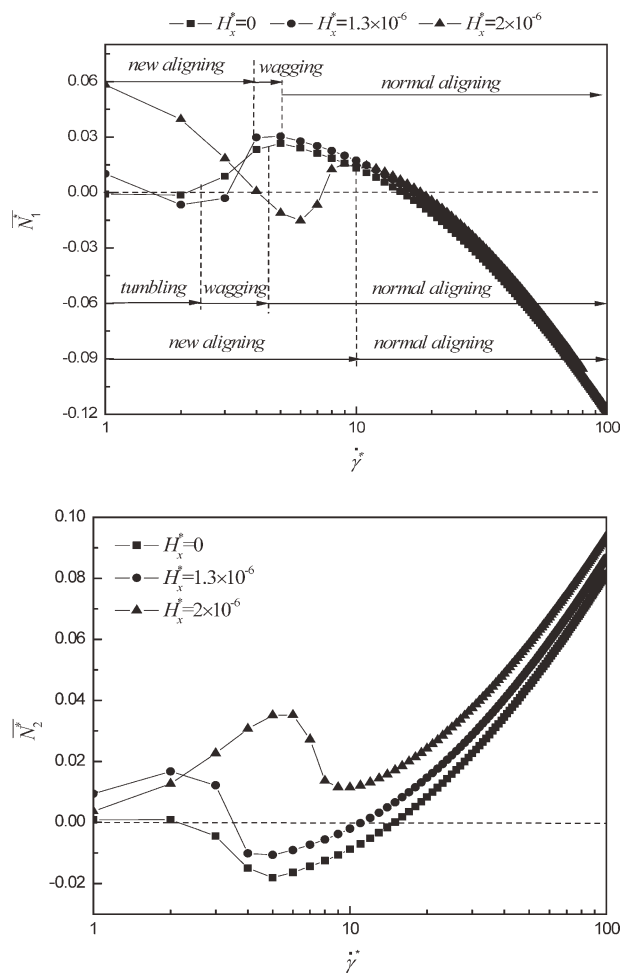 H*x=0 H*x=1.3×10-6 H*x=2×10-6
new aligning wagging normal aligning
0.06
0.03
0.00
-0.03
-0.06
-0.09
-0.12
N*1
tumbling wagging normal aligning
new aligning normal aligning
1 10 100
γ̇*
H*x=0
H*x=1.3×10-6
H*x=2×10-6
0.10
0.08
0.06
0.04
0.02
0.00
-0.02
N*2
1 10 100
γ̇*